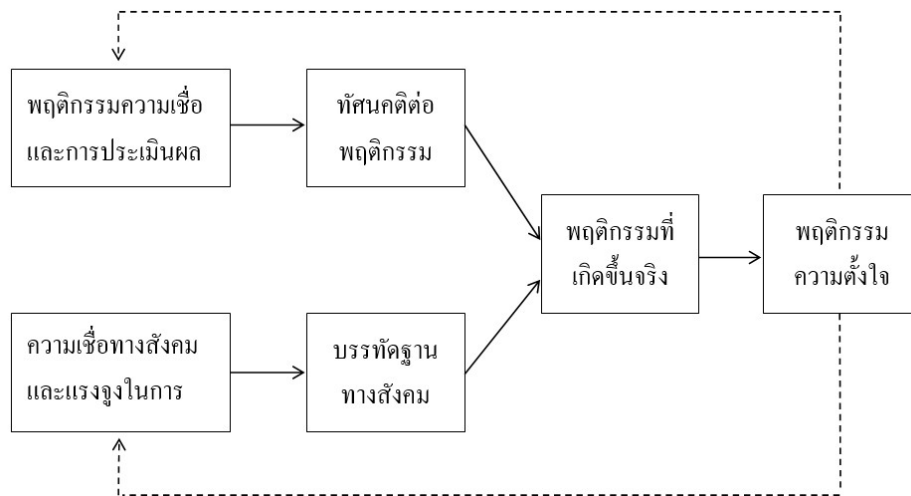 พฤติกรรมความเชื่อ
และการประเมินผล
ทัศนคติต่อ
พฤติกรรม
พฤติกรรมที่
เกิดขึ้นจริง
พฤติกรรม
ความตั้งใจ
ความเชื่อทางสังคม
และแรงจูงในการ
บรรทัดฐาน
ทางสังคม